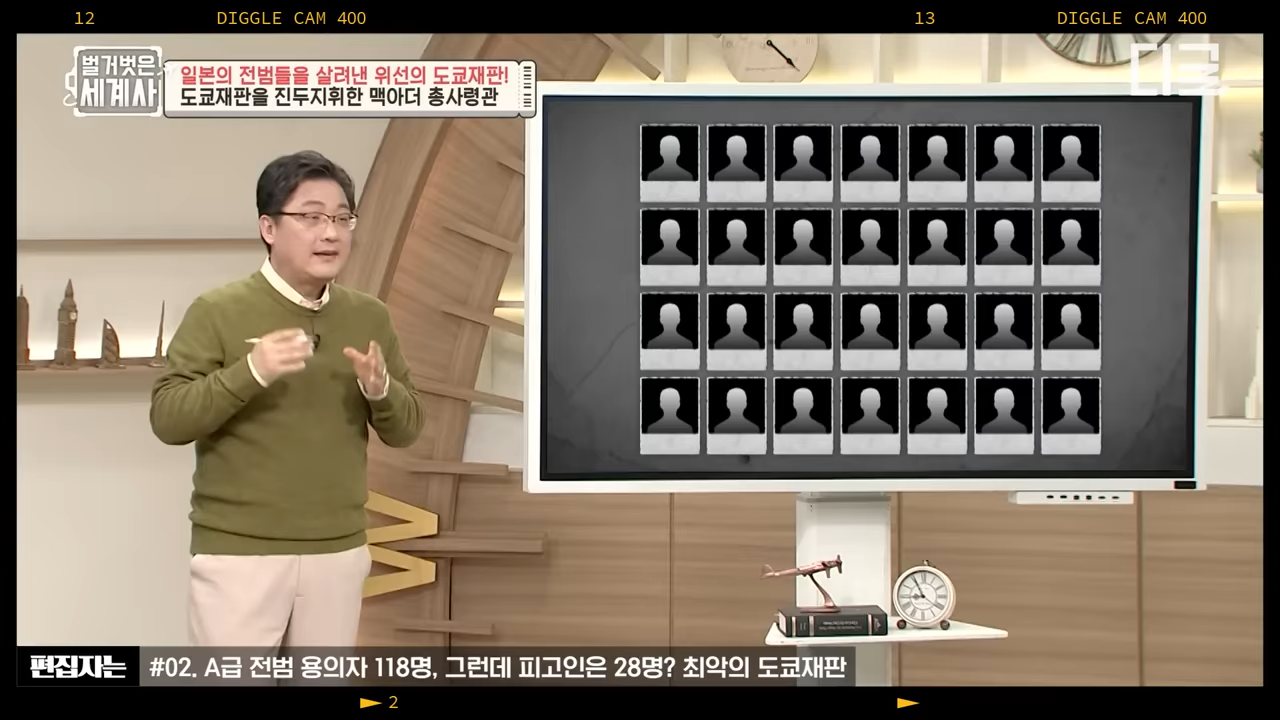 12 DIGGLE CAM 400 13 DIGGLE CAM 400
벌거벗은
세계사
일본의 전범들을 살려낸 위선의 도쿄재판!
도쿄재판을 진두지휘한 맥아더 총사령관
디글
편집자는
#02. A급 전범 용의자 118명, 그런데 피고인은 28명? 최악의 도쿄재판
2